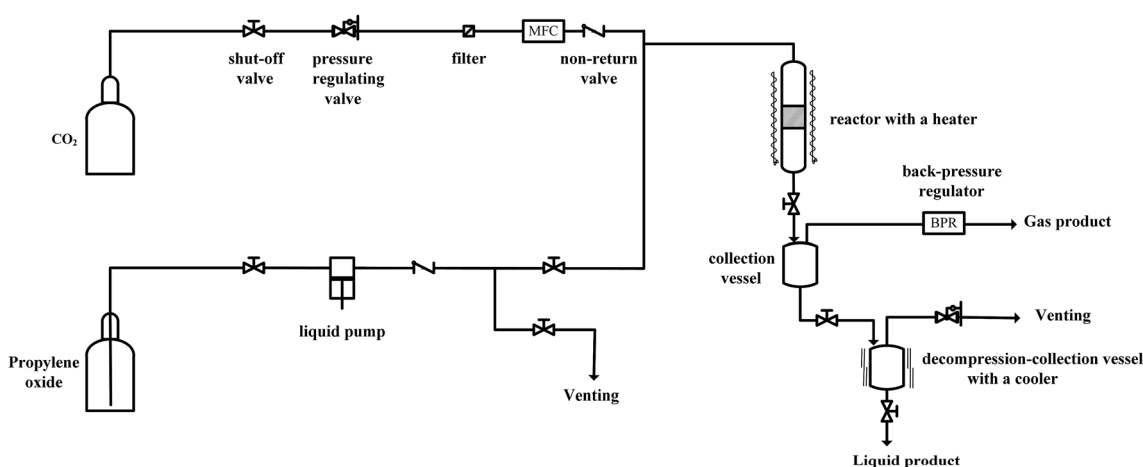 MFC
shut-off
valve
pressure
regulating
valve
filter
non-return
valve
CO₂
reactor with a heater
back-pressure
regulator
BPR
Gas product
collection
vessel
liquid pump
Propylene
oxide
Venting
Venting
decompression-collection vessel
with a cooler
Liquid product